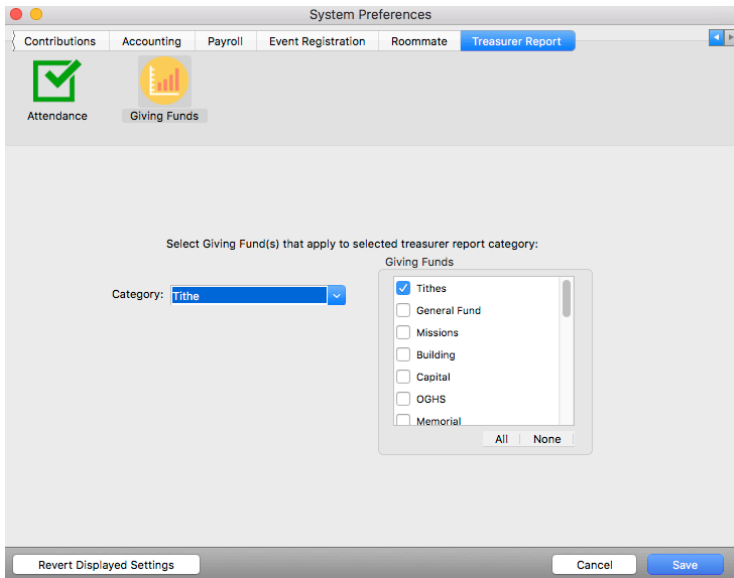 System Preferences
Contributions Accounting Payroll Event Registration Roommate Treasurer Report
Attendance Giving Funds
Select Giving Fund(s) that apply to selected treasurer report category:
Giving Funds
Category: Tithe
Tithes
General Fund
Missions
Building
Capital
OGHS
Memorial
All None
Revert Displayed Settings Cancel Save